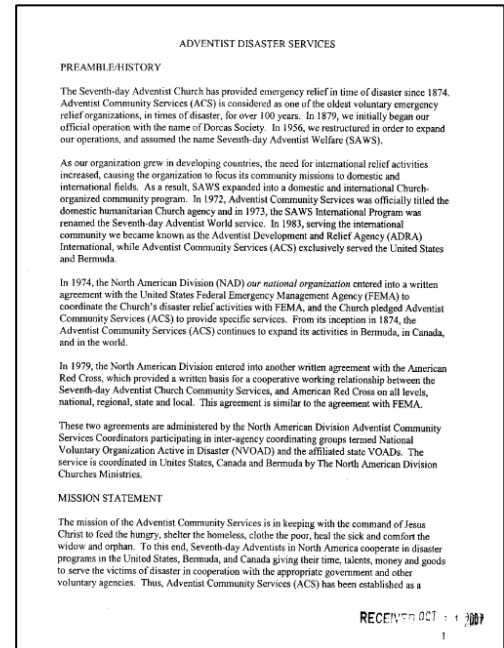 ADVENTIST DISASTER SERVICES
PREAMBLE/HISTORY
The Seventh-day Adventist Church has provided emergency relief in time of disaster since 1874.
Adventist Community Services (ACS) is considered as one of the oldest voluntary emergency
relief organizations, in times of disaster, for over 100 years. In 1879, we initially began our
official operation with the name of Dorcas Society. In 1956, we restructured in order to expand
our operations, and assumed the name Seventh-day Adventist Welfare (SAWS).
As our organization grew in developing countries, the need for international relief activities
increased, causing the organization to focus its community missions to domestic and
international fields. As a result, SAWS expanded into a domestic and international Church-
organized community program. In 1972, Adventist Community Services was officially titled the
domestic humanitarian Church agency and in 1973, the SAWS International Program was
renamed the Seventh-day Adventist World service. In 1983, serving the international
community we became known as the Adventist Development and Relief Agency (ADRA)
International, while Adventist Community Services (ACS) exclusively served the United States
and Bermuda.
In 1974, the North American Division (NAD) our national organization entered into a written
agreement with the United States Federal Emergency Management Agency (FEMA) to
coordinate the Church's disaster relief activities with FEMA, and the Church pledged Adventist
Community Services (ACS) to provide specific services. From its inception in 1874, the
Adventist Community Services (ACS) continues to expand its activities in Bermuda, in Canada,
and in the world.
In 1979, the North American Division entered into another written agreement with the American
Red Cross, which provided a written basis for a cooperative working relationship between the
Seventh-day Adventist Church Community Services, and American Red Cross on all levels,
national, regional, state and local. This agreement is similar to the agreement with FEMA.
These two agreements are administered by the North American Division Adventist Community
Services Coordinators participating in inter-agency coordinating groups termed National
Voluntary Organization Active in Disaster (NVOAD) and the affiliated state VOADs. The
service is coordinated in Unites States, Canada and Bermuda by The North American Division
Churches Ministries.
MISSION STATEMENT
The mission of the Adventist Community Services is in keeping with the command of Jesus
Christ to feed the hungry, shelter the homeless, clothe the poor, heal the sick and comfort the
widow and orphan. To this end, Seventh-day Adventists in North America cooperate in disaster
programs in the United States, Bermuda, and Canada giving their time, talents, money and goods
to serve the victims of disaster in cooperation with the appropriate government and other
voluntary agencies. Thus, Adventist Community Services (ACS) has been established as a
RECEIVED OCT 11 2007
1